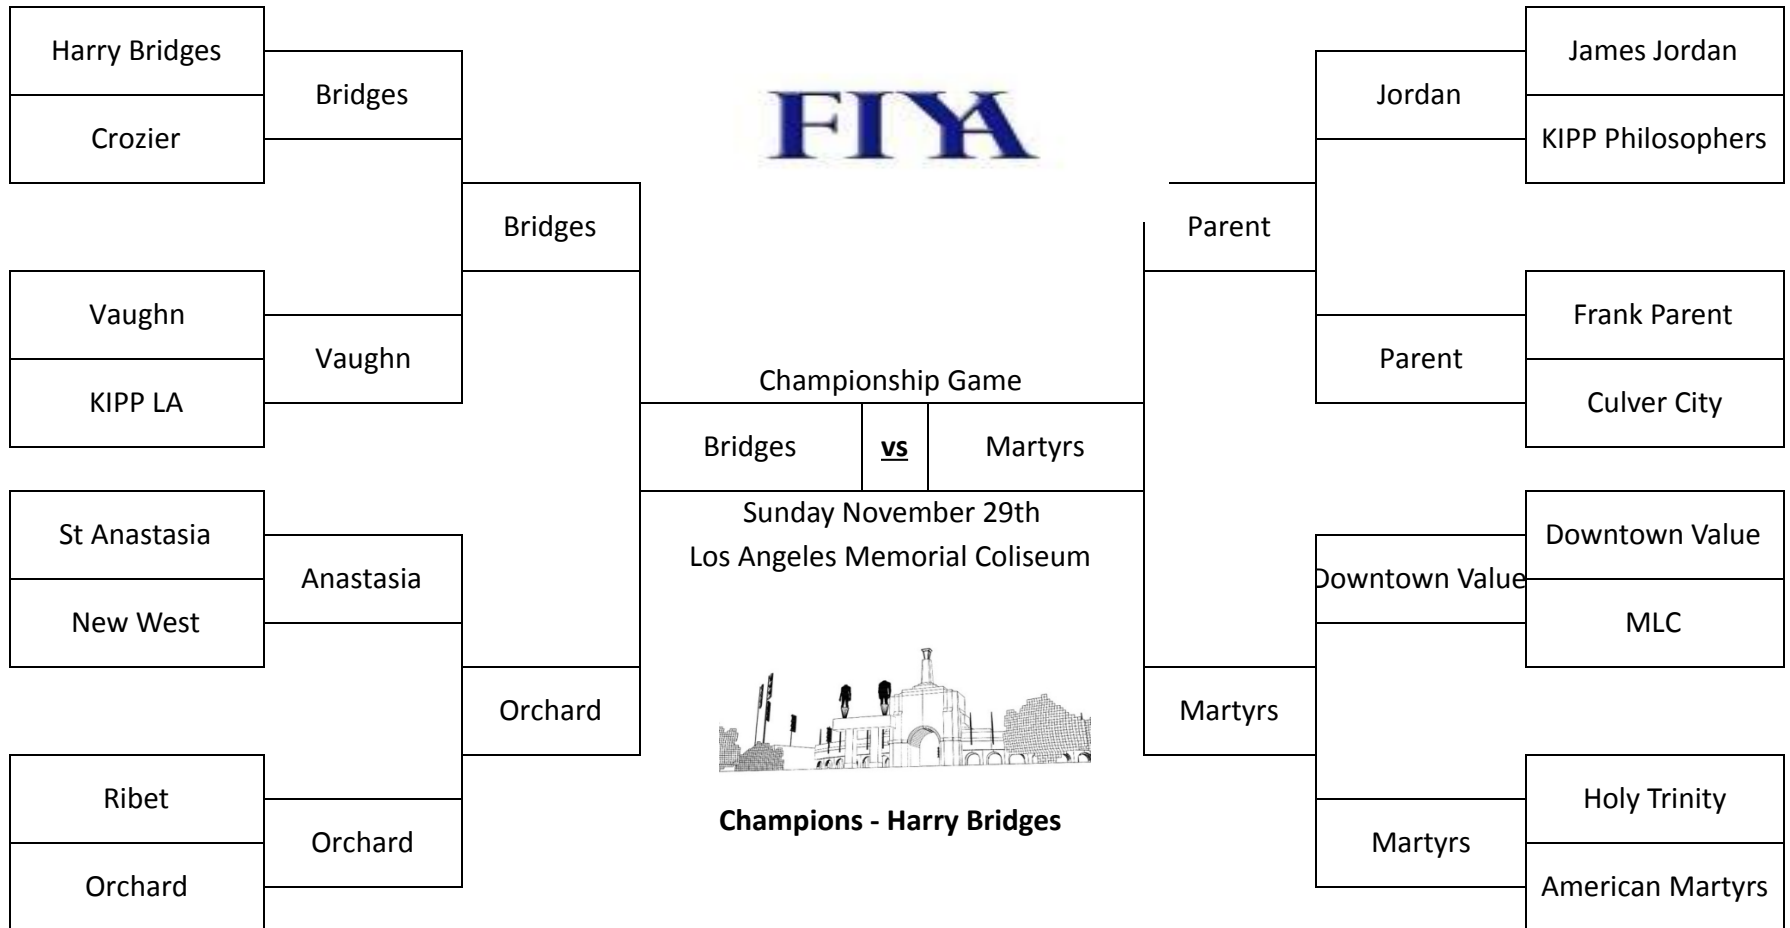 Harry Bridges
Crozier
Vaughn
KIPP LA
St Anastasia
New West
Ribet
Orchard
Bridges
Vaughn
Anastasia
Orchard
Bridges
Orchard
FIYA
Championship Game
Bridges vs Martyrs
Sunday November 29th
Los Angeles Memorial Coliseum
Champions - Harry Bridges
Parent
Martyrs
Jordan
Parent
Downtown Value
Martyrs
James Jordan
KIPP Philosophers
Frank Parent
Culver City
Downtown Value
MLC
Holy Trinity
American Martyrs